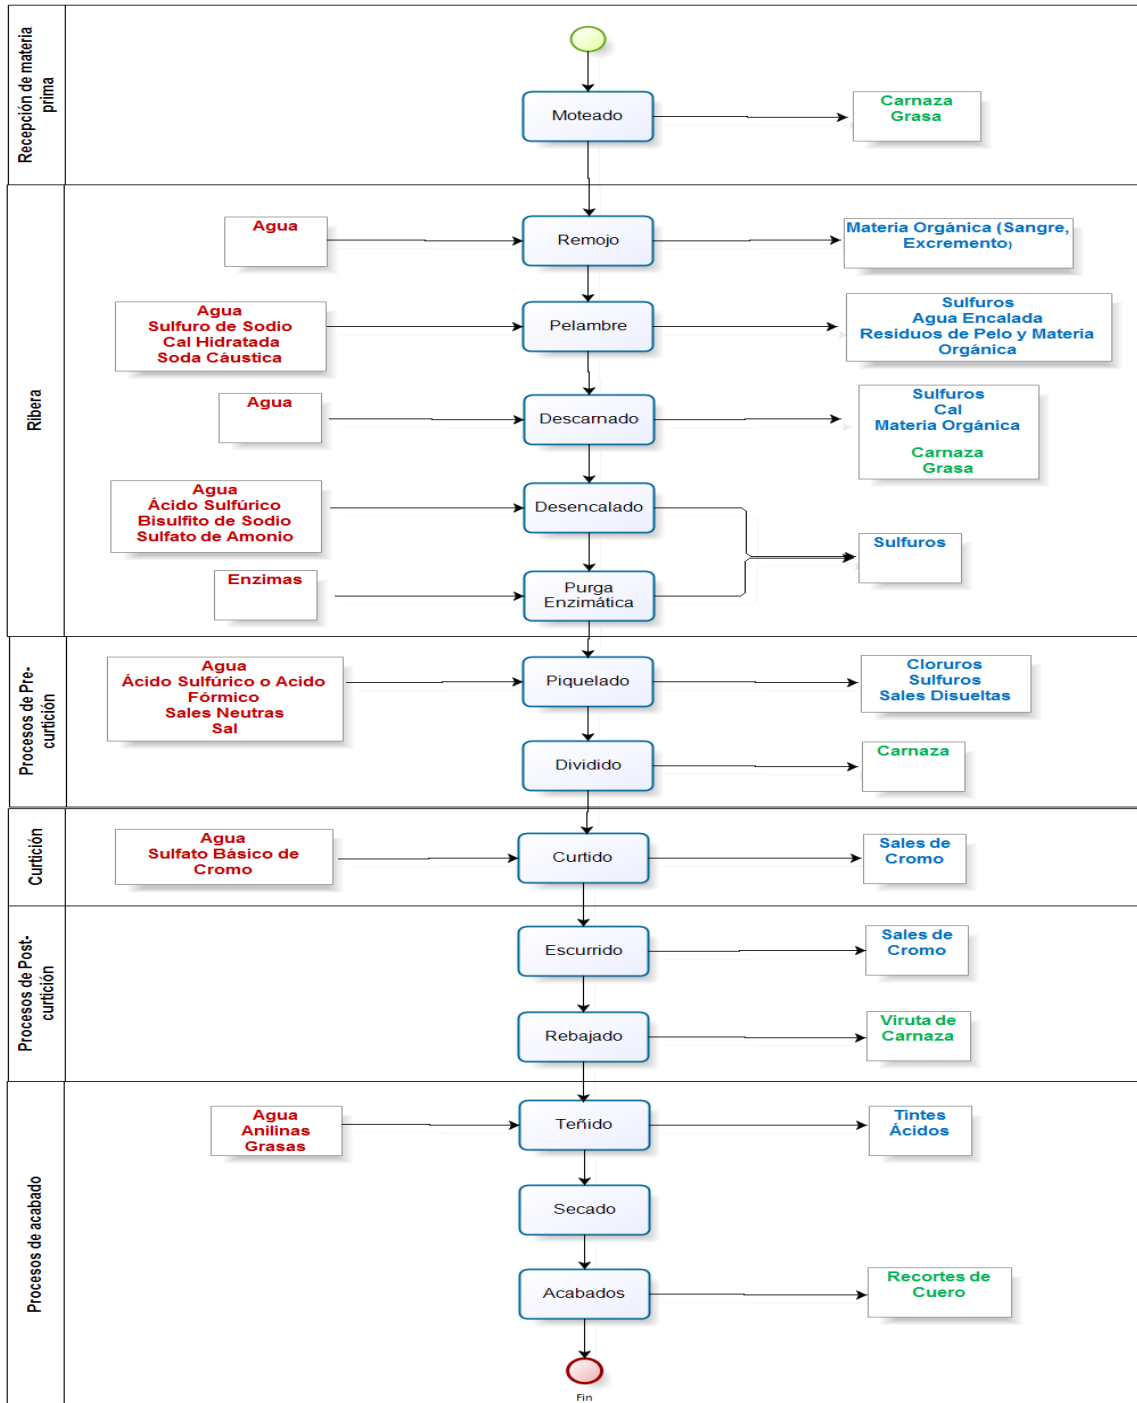 Recepción de materia
prima
Moteado
Carnaza
Grasa
Ribera
Agua
Remojo
Materia Orgánica (Sangre,
Excremento)
Agua
Sulfuro de Sodio
Cal Hidratada
Soda Cáustica
Pelambre
Sulfuros
Agua Encalada
Residuos de Pelo y Materia
Orgánica
Agua
Descarnado
Sulfuros
Cal
Materia Orgánica
Carnaza
Grasa
Agua
Ácido Sulfúrico
Bisulfito de Sodio
Sulfato de Amonio
Desencalado
Sulfuros
Enzimas
Purga
Enzimática
Procesos de Pre-
curtición
Agua
Ácido Sulfúrico o Acido
Fórmico
Sales Neutras
Sal
Piquelado
Cloruros
Sulfuros
Sales Disueltas
Dividido
Carnaza
Curtición
Agua
Sulfato Básico de
Cromo
Curtido
Sales de
Cromo
Procesos de Post-
curtición
Escurrido
Sales de
Cromo
Rebajado
Viruta de
Carnaza
Procesos de acabado
Agua
Anilinas
Grasas
Teñido
Tintes
Ácidos
Secado
Acabados
Recortes de
Cuero
Fin